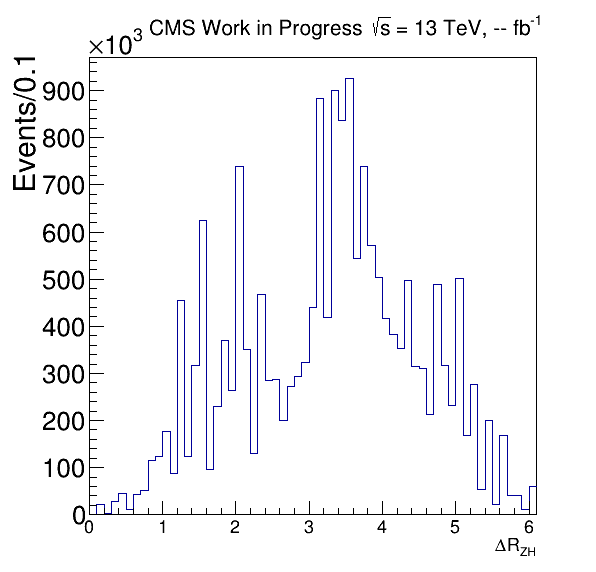 ×10³ CMS Work in Progress √s = 13 TeV, -- fb⁻¹
Events/0.1
900
800
700
600
500
400
300
200
100
0
0 1 2 3 4 5 6
ΔR_ZH